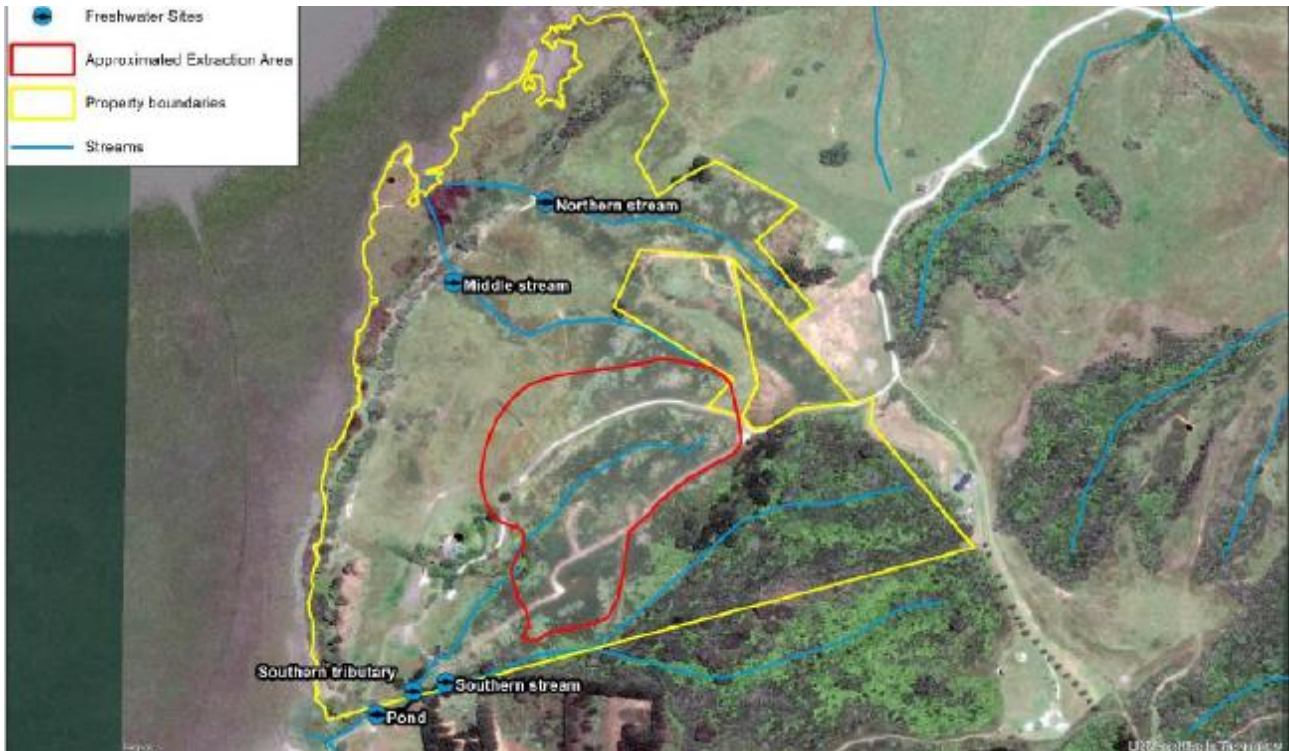 Freshwater Sites
Approximated Extraction Area
Property boundaries
Streams
Northern stream
Middle stream
Southern tributary
Southern stream
Pond